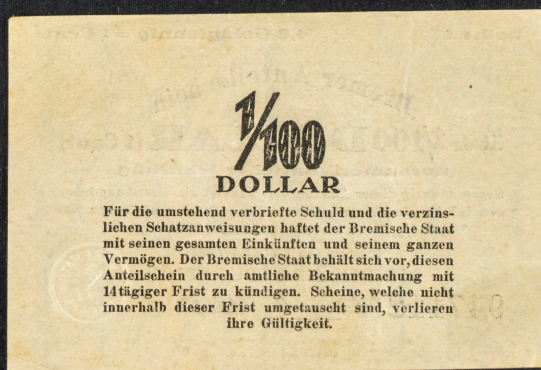 1/100
DOLLAR
Für die umstehend verbriefte Schuld und die verzins-
lichen Schatzanweisungen haftet der Bremische Staat
mit seinen gesamten Einkünften und seinem ganzen
Vermögen. Der Bremische Staat behält sich vor, diesen
Anteilschein durch amtliche Bekanntmachung mit
14tägiger Frist zu kündigen. Scheine, welche nicht
innerhalb dieser Frist umgetauscht sind, verlieren
ihre Gültigkeit.